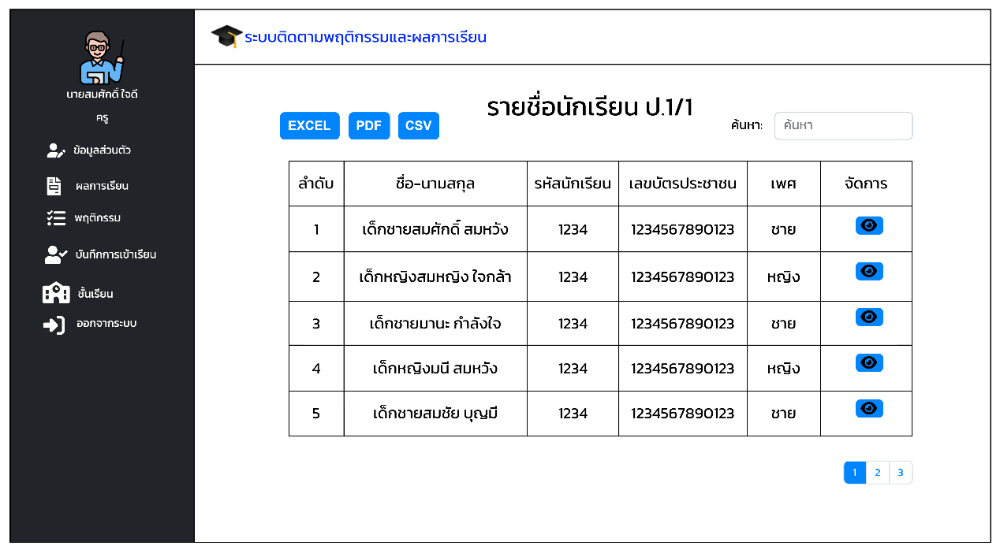 ระบบติดตามพฤติกรรมและผลการเรียน
นายสมศักดิ์ ใจดี
ครู
ข้อมูลส่วนตัว
ผลการเรียน
พฤติกรรม
บันทึกการเข้าเรียน
ชั้นเรียน
ออกจากระบบ
รายชื่อนักเรียน ป.1/1
EXCEL PDF CSV
ค้นหา: ค้นหา
ลำดับ ชื่อ-นามสกุล รหัสนักเรียน เลขบัตรประชาชน เพศ จัดการ
1 เด็กชายสมศักดิ์ สมหวัง 1234 1234567890123 ชาย
2 เด็กหญิงสมหญิง ใจกล้า 1234 1234567890123 หญิง
3 เด็กชายมานะ กำลังใจ 1234 1234567890123 ชาย
4 เด็กหญิงมนี สมหวัง 1234 1234567890123 หญิง
5 เด็กชายสมชัย บุญมี 1234 1234567890123 ชาย
1 2 3